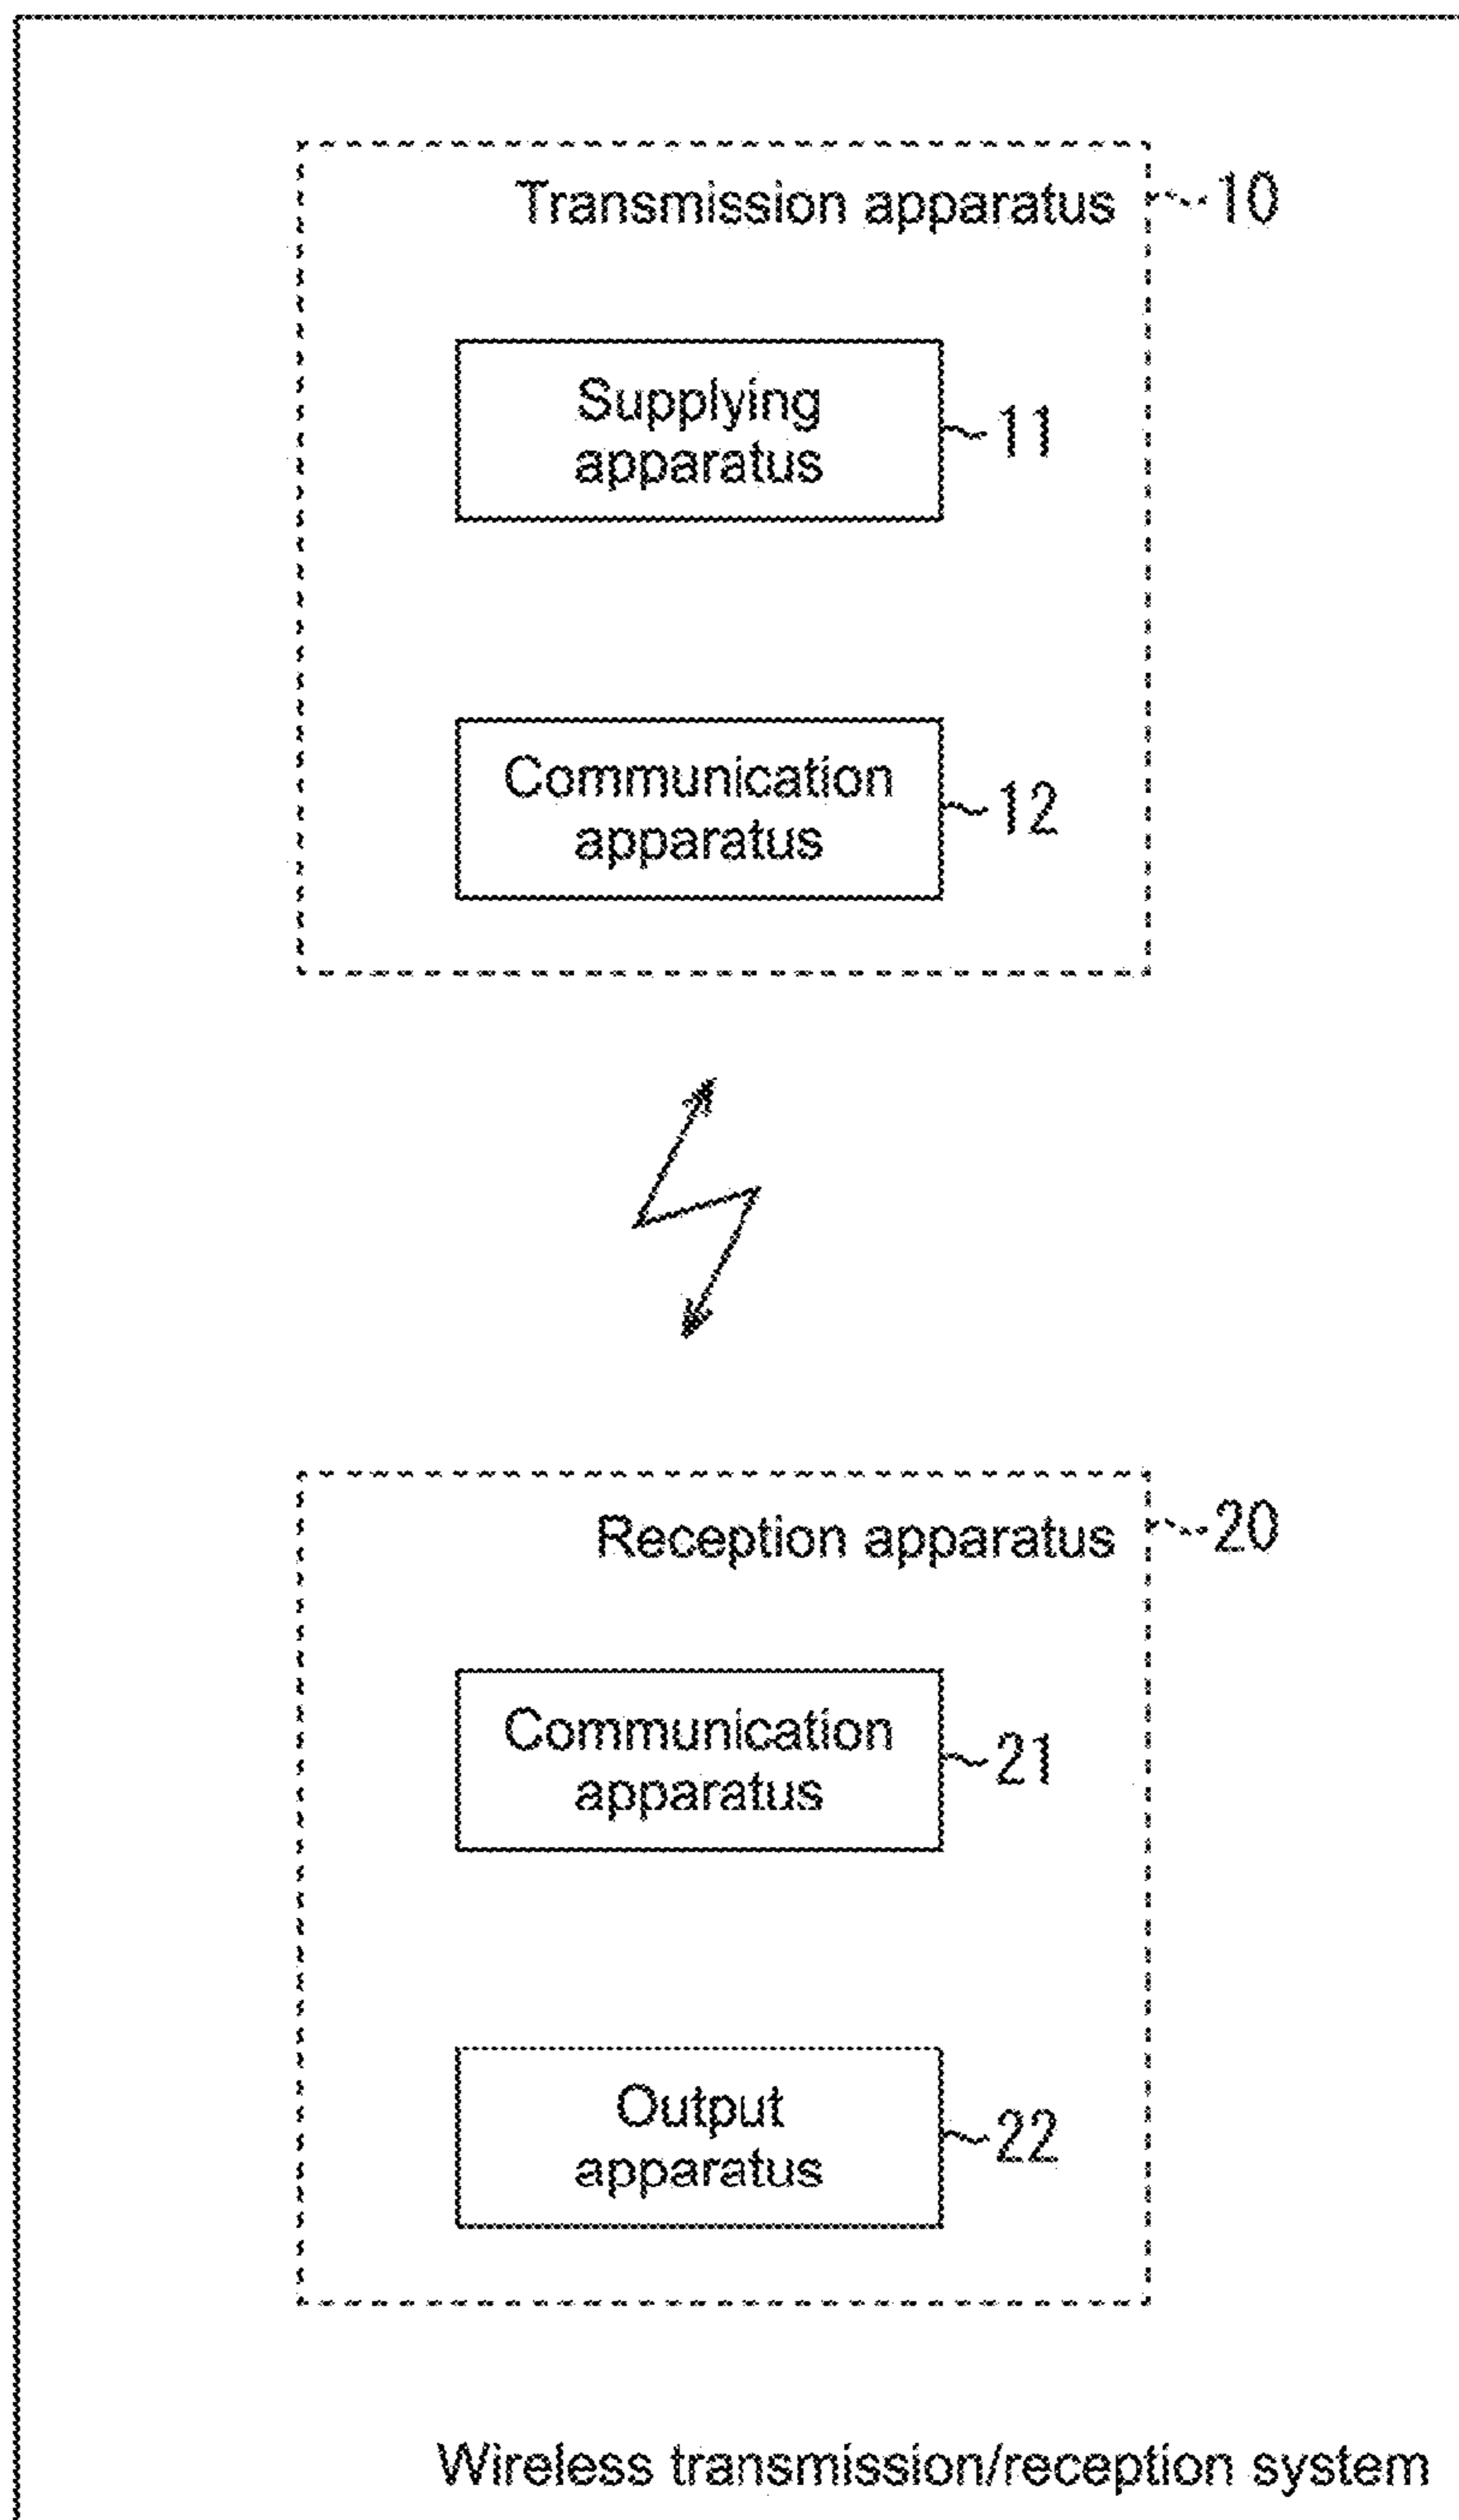 Transmission apparatus 10
Supplying
apparatus
11
Communication
apparatus
12
Reception apparatus 20
Communication
apparatus
21
Output
apparatus
22
Wireless transmission/reception system